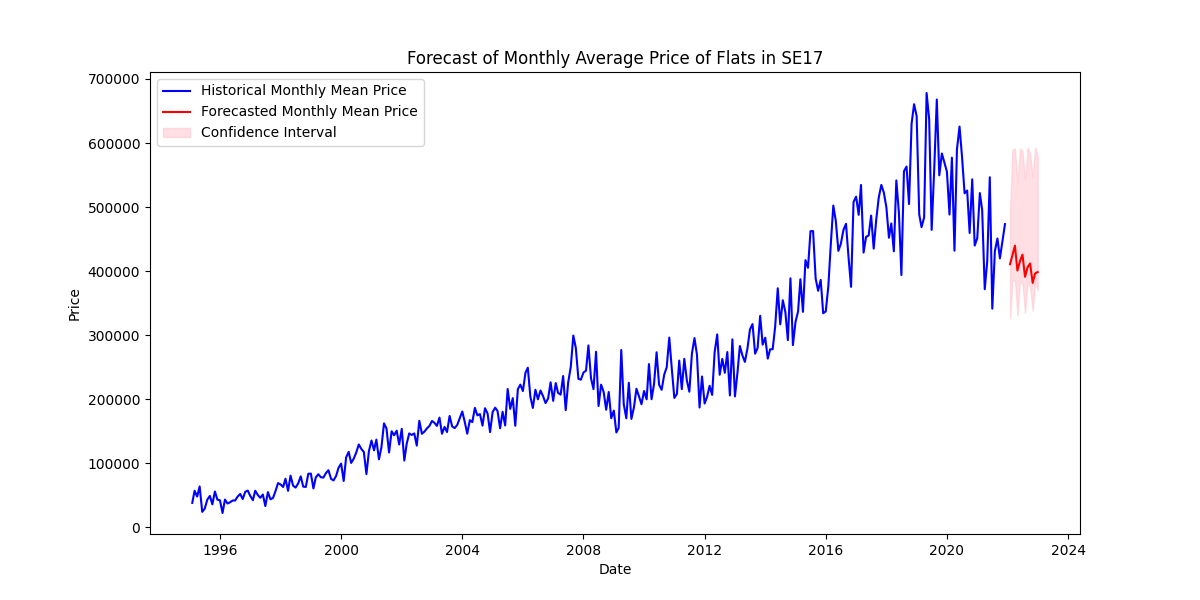 Forecast of Monthly Average Price of Flats in SE17
700000
600000
500000
400000
300000
200000
100000
0
Price
Historical Monthly Mean Price
Forecasted Monthly Mean Price
Confidence Interval
1996 2000 2004 2008 2012 2016 2020 2024
Date